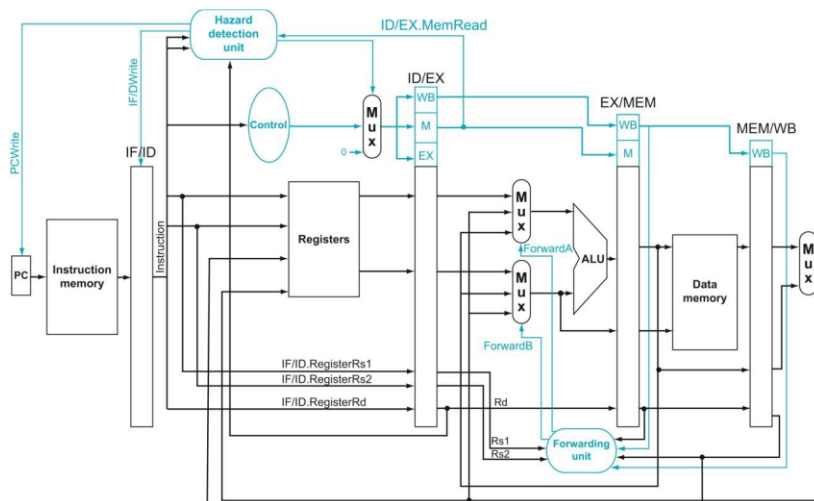 Hazard
detection
unit
ID/EX.MemRead
PCWrite
IF/DWrite
ID/EX
EX/MEM
MEM/WB
IF/ID
Control
0
Mux
WB
M
EX
WB
M
WB
PC
Instruction
memory
Instruction
Registers
Mux
ForwardA
ALU
Mux
ForwardB
Data
memory
Mux
IF/ID.RegisterRs1
IF/ID.RegisterRs2
IF/ID.RegisterRd
Rd
Rs1
Rs2
Forwarding
unit